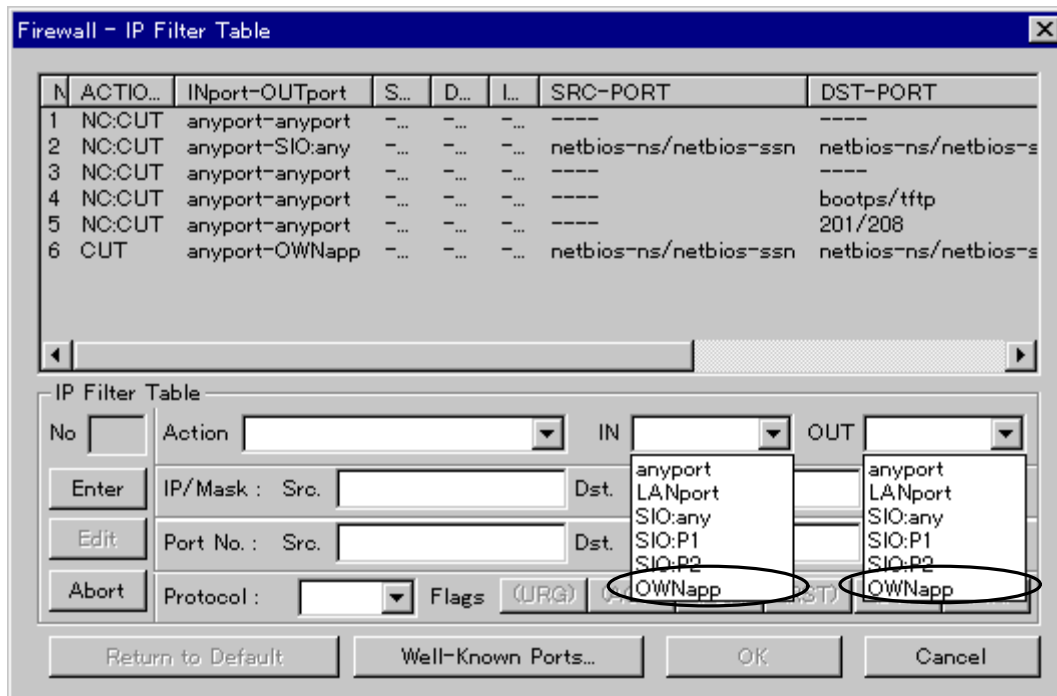 Firewall - IP Filter Table
N ACTIO... INport-OUTport S... D... I... SRC-PORT DST-PORT
1 NC:CUT anyport-anyport -... -... -... ---- ----
2 NC:CUT anyport-SIO:any -... -... -... netbios-ns/netbios-ssn netbios-ns/netbios-s
3 NC:CUT anyport-anyport -... -... -... ---- ----
4 NC:CUT anyport-anyport -... -... -... ---- bootps/tftp
5 NC:CUT anyport-anyport -... -... -... ---- 201/208
6 CUT anyport-OWNapp -... -... -... netbios-ns/netbios-ssn netbios-ns/netbios-s
IP Filter Table
No Action IN OUT
anyport anyport
Enter IP/Mask : Src. Dst. LANport LANport
SIO:any SIO:any
Edit Port No. : Src. Dst. SIO:P1 SIO:P1
SIO:P2 SIO:P2
Abort Protocol : Flags (URG) OWNapp OWNapp
Return to Default Well-Known Ports... OK Cancel